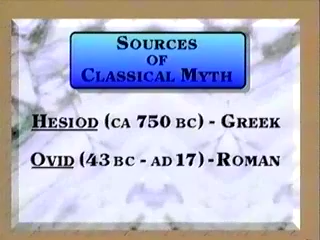 SOURCES
OF
CLASSICAL MYTH
HESIOD (CA 750 BC) - GREEK
OVID (43 BC - AD 17) - ROMAN